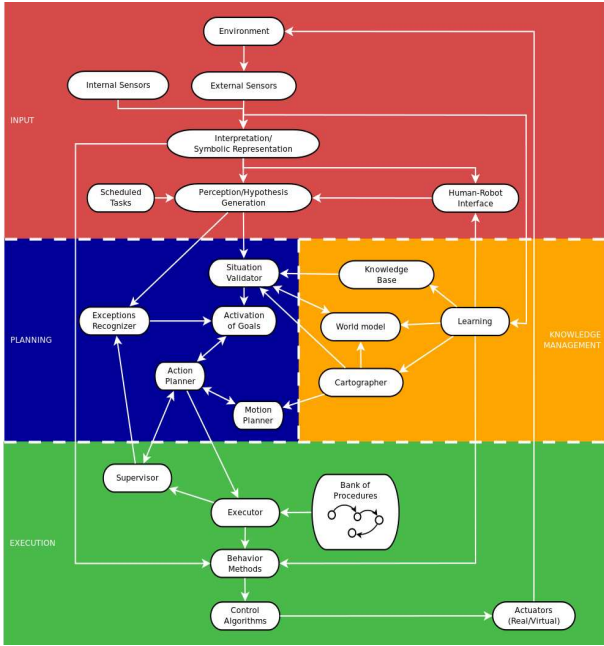 Environment
Internal Sensors
External Sensors
INPUT
Interpretation/
Symbolic Representation
Scheduled
Tasks
Perception/Hypothesis
Generation
Human-Robot
Interface
Situation
Validator
Knowledge
Base
Exceptions
Recognizer
Activation
of Goals
World model
Learning
PLANNING
KNOWLEDGE
MANAGEMENT
Action
Planner
Cartographer
Motion
Planner
Supervisor
Bank of
Procedures
Executor
EXECUTION
Behavior
Methods
Control
Algorithms
Actuators
(Real/Virtual)